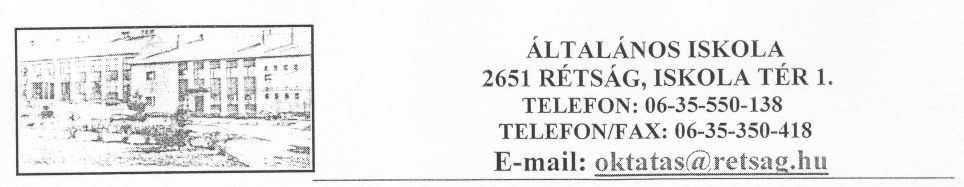 ÁLTALÁNOS ISKOLA
2651 RÉTSÁG, ISKOLA TÉR 1.
TELEFON: 06-35-550-138
TELEFON/FAX: 06-35-350-418
E-mail: oktatas@retsag.hu